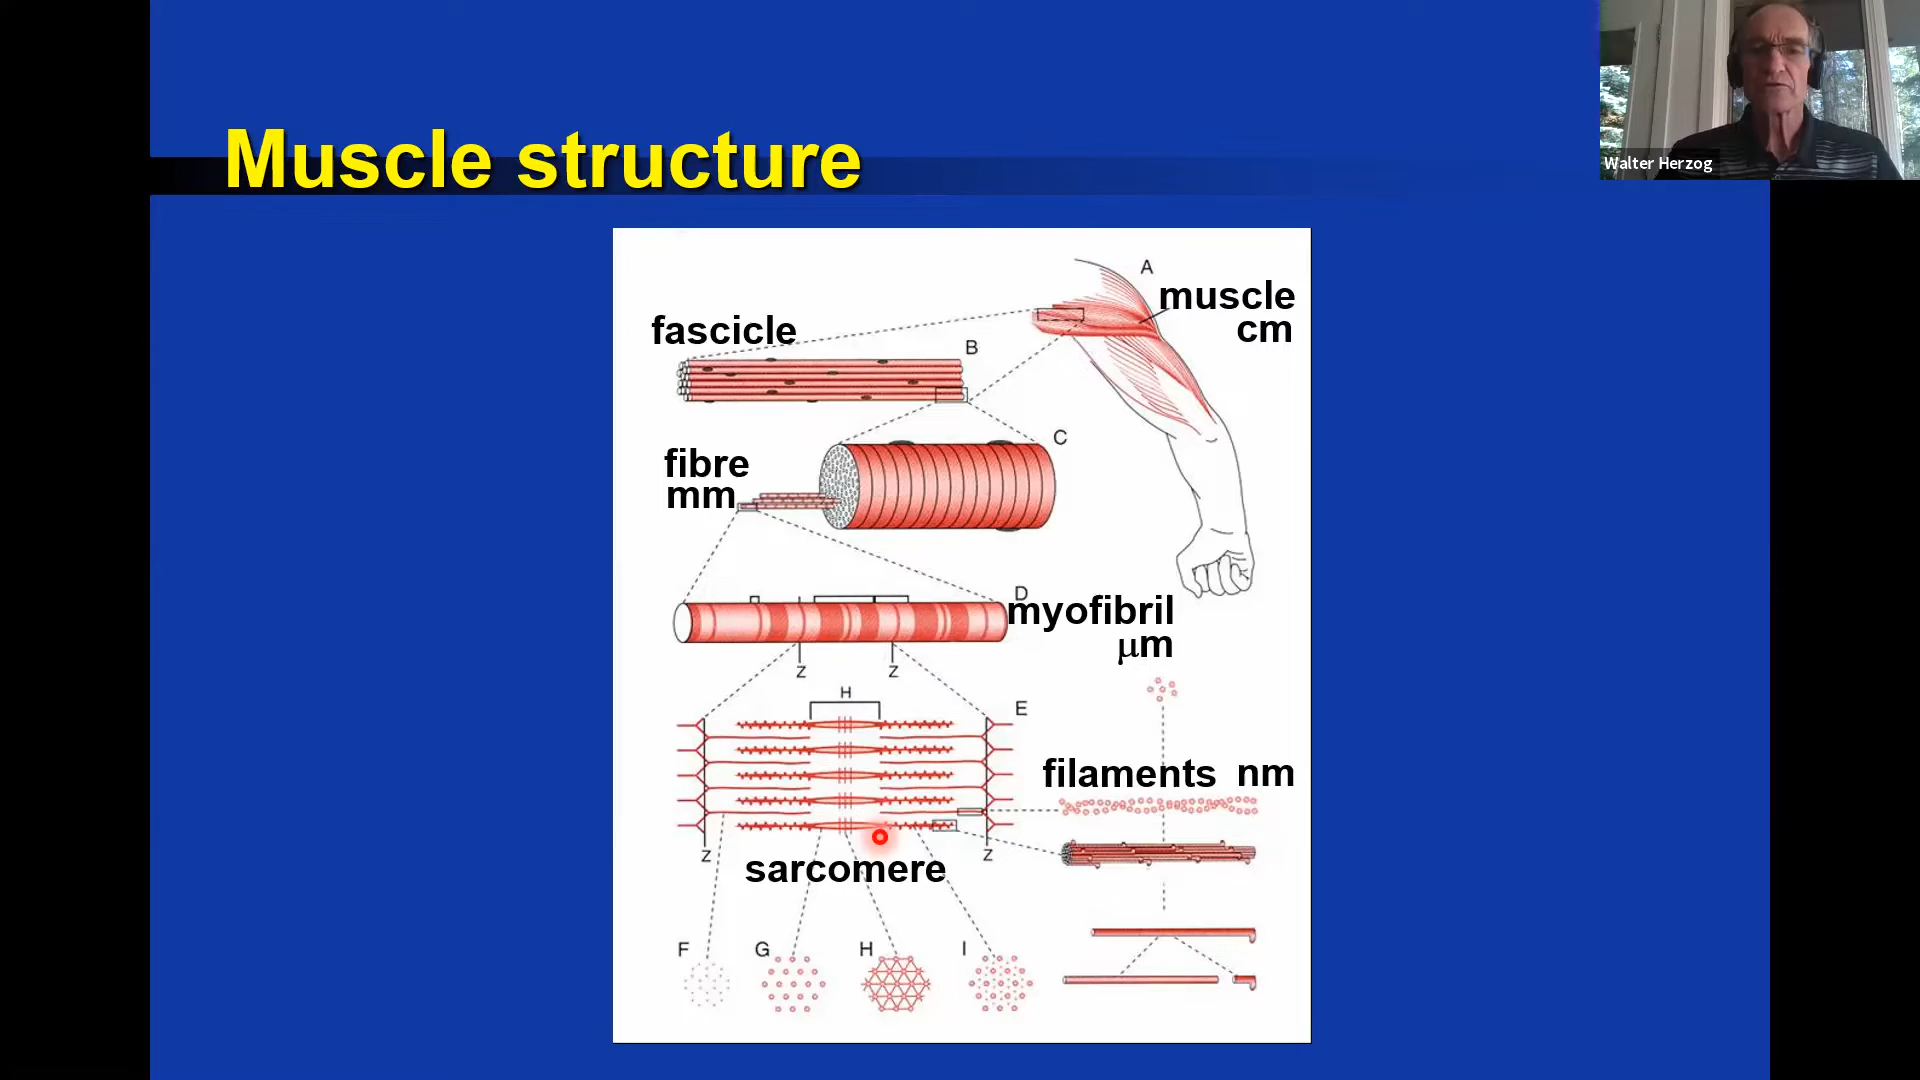 Muscle structure
Walter Herzog
A
muscle
cm
fascicle
B
C
fibre
mm
D
myofibril
μm
Z Z
H
E
filaments nm
Z Z
sarcomere
F G H I